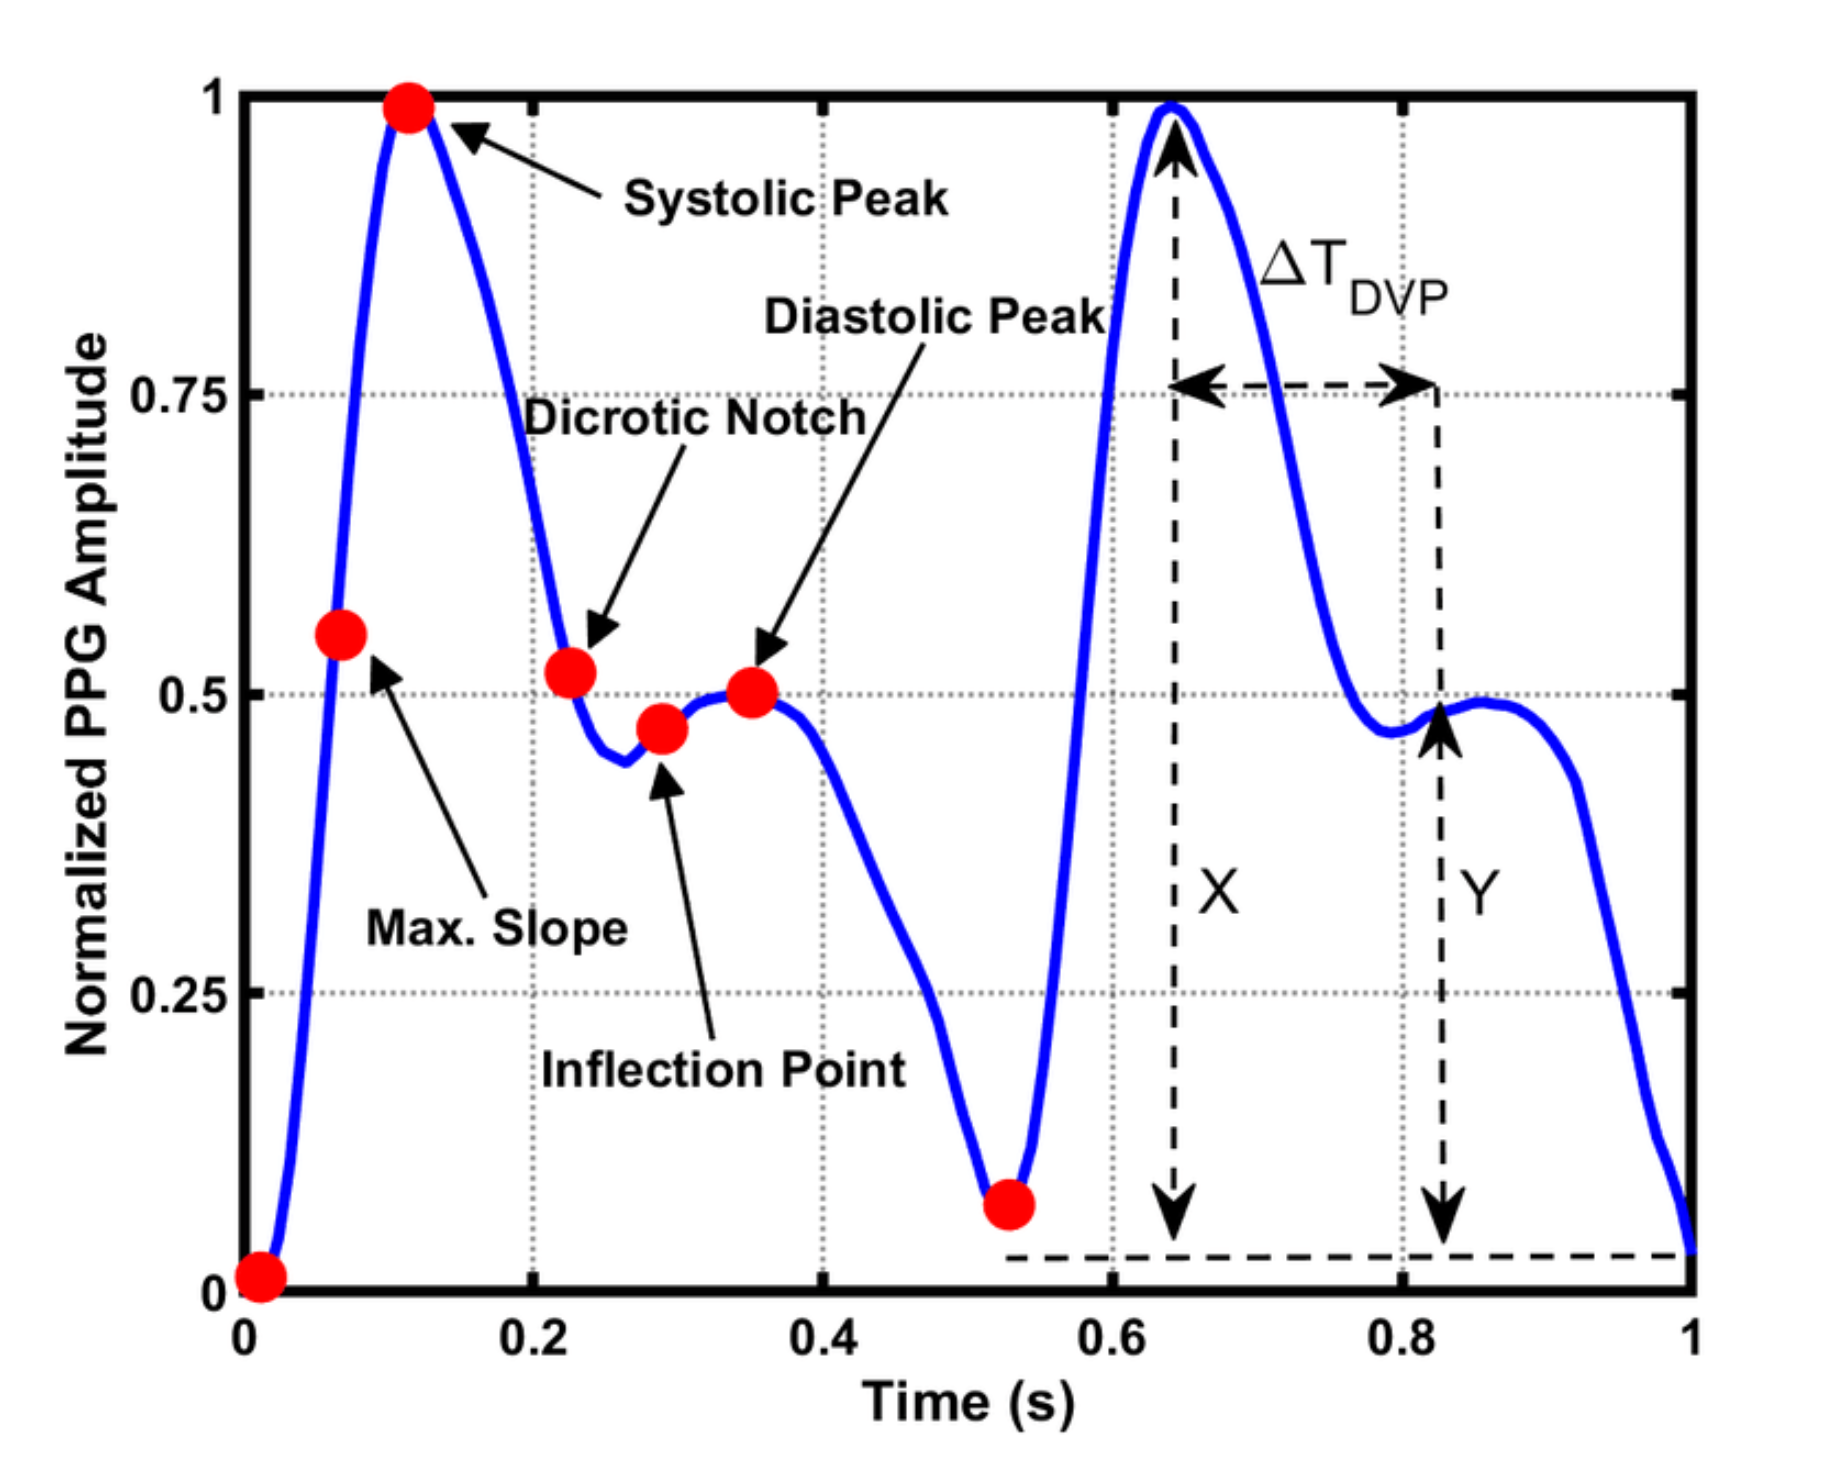 1
Systolic Peak
ΔT_DVP
Diastolic Peak
0.75
Dicrotic Notch
Normalized PPG Amplitude
0.5
X
Y
Max. Slope
0.25
Inflection Point
0
0 0.2 0.4 0.6 0.8 1
Time (s)